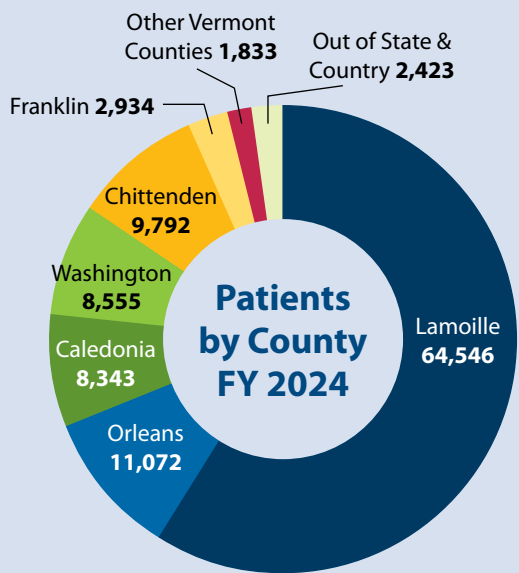 Other Vermont
Counties 1,833
Out of State &
Country 2,423
Franklin 2,934
Chittenden
9,792
Washington
8,555
Caledonia
8,343
Orleans
11,072
Lamoille
64,546
Patients
by County
FY 2024